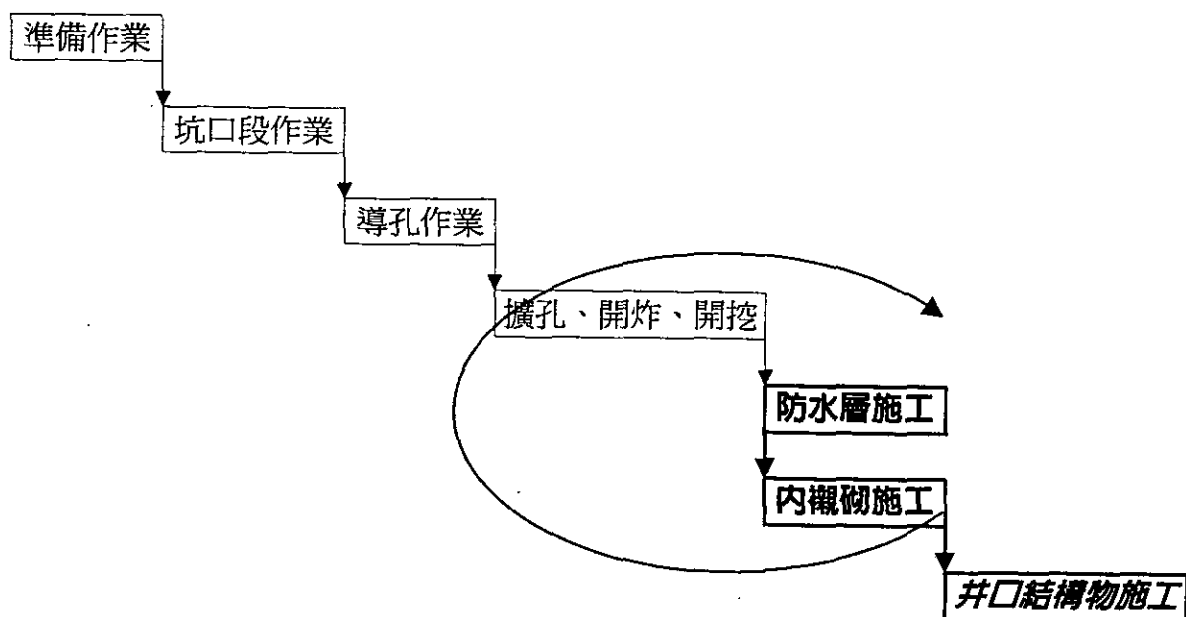 準備作業
坑口段作業
導孔作業
擴孔、開炸、開挖
防水層施工
內襯砌施工
井口結構物施工